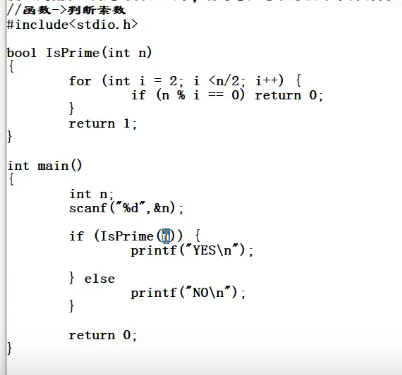 //函数->判断素数
#include<stdio.h>
bool IsPrime(int n)
{
for (int i = 2; i <n/2; i++) {
if (n % i == 0) return 0;
}
return 1;
}
int main()
{
int n;
scanf("%d",&n);
if (IsPrime(7)) {
printf("YES\n");
} else
printf("NO\n");
}
return 0;
}